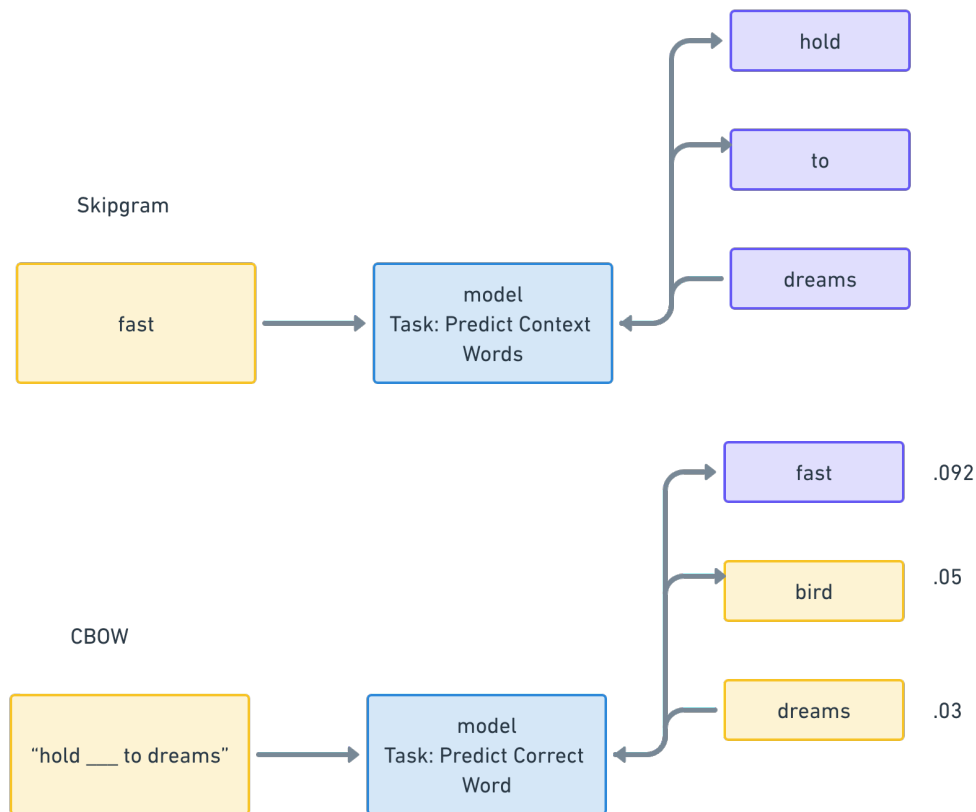 hold
to
Skipgram
dreams
fast
model
Task: Predict Context
Words
fast .092
bird .05
CBOW
dreams .03
“hold ___ to dreams”
model
Task: Predict Correct
Word